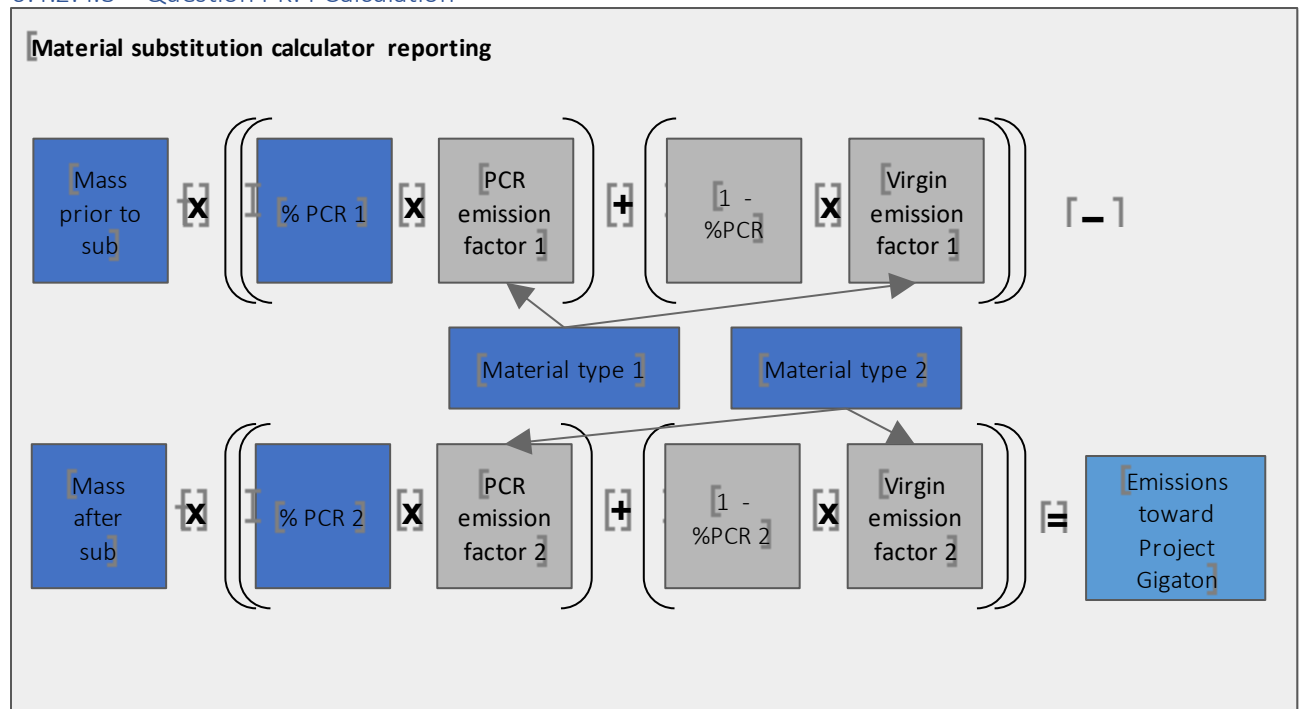 Question Calculation
[Material substitution calculator reporting
[Mass
prior to
sub]
[x]
[% PCR 1]
[x]
[PCR
emission
factor 1]
[+]
[1 -
%PCR]
[x]
[Virgin
emission
factor 1]
[–]
[Material type 1]
[Material type 2]
[Mass
after
sub]
[x]
[% PCR 2]
[x]
[PCR
emission
factor 2]
[+]
[1 -
%PCR 2]
[x]
[Virgin
emission
factor 2]
[=]
[Emissions
toward
Project
Gigaton]